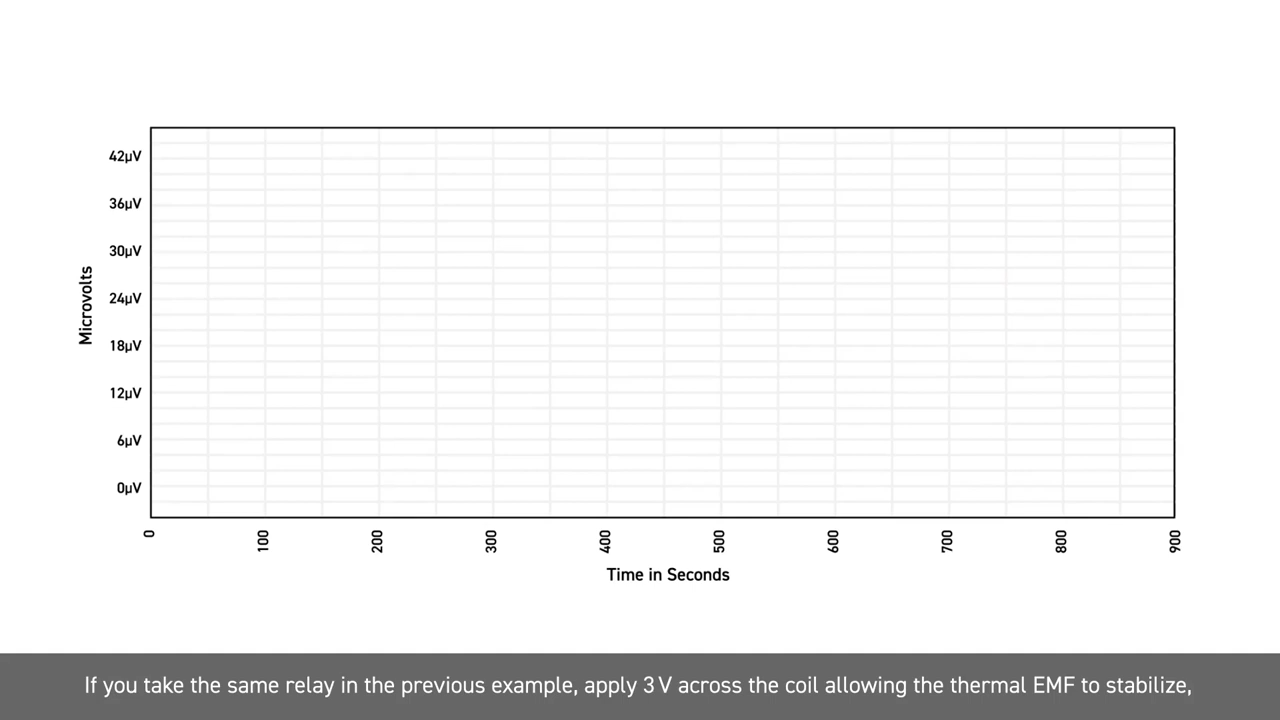 42µV
36µV
30µV
24µV
18µV
12µV
6µV
0µV
Microvolts
0
100
200
300
400
500
600
700
800
900
Time in Seconds
If you take the same relay in the previous example, apply 3 V across the coil allowing the thermal EMF to stabilize,